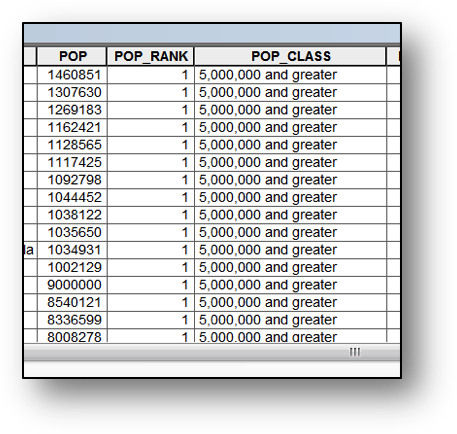 POP POP_RANK POP_CLASS
1460851 1 5,000,000 and greater
1307630 1 5,000,000 and greater
1269183 1 5,000,000 and greater
1162421 1 5,000,000 and greater
1128565 1 5,000,000 and greater
1117425 1 5,000,000 and greater
1092798 1 5,000,000 and greater
1044452 1 5,000,000 and greater
1038122 1 5,000,000 and greater
1035650 1 5,000,000 and greater
la 1034931 1 5,000,000 and greater
1002129 1 5,000,000 and greater
9000000 1 5,000,000 and greater
8540121 1 5,000,000 and greater
8336599 1 5,000,000 and greater
8008278 1 5,000,000 and greater